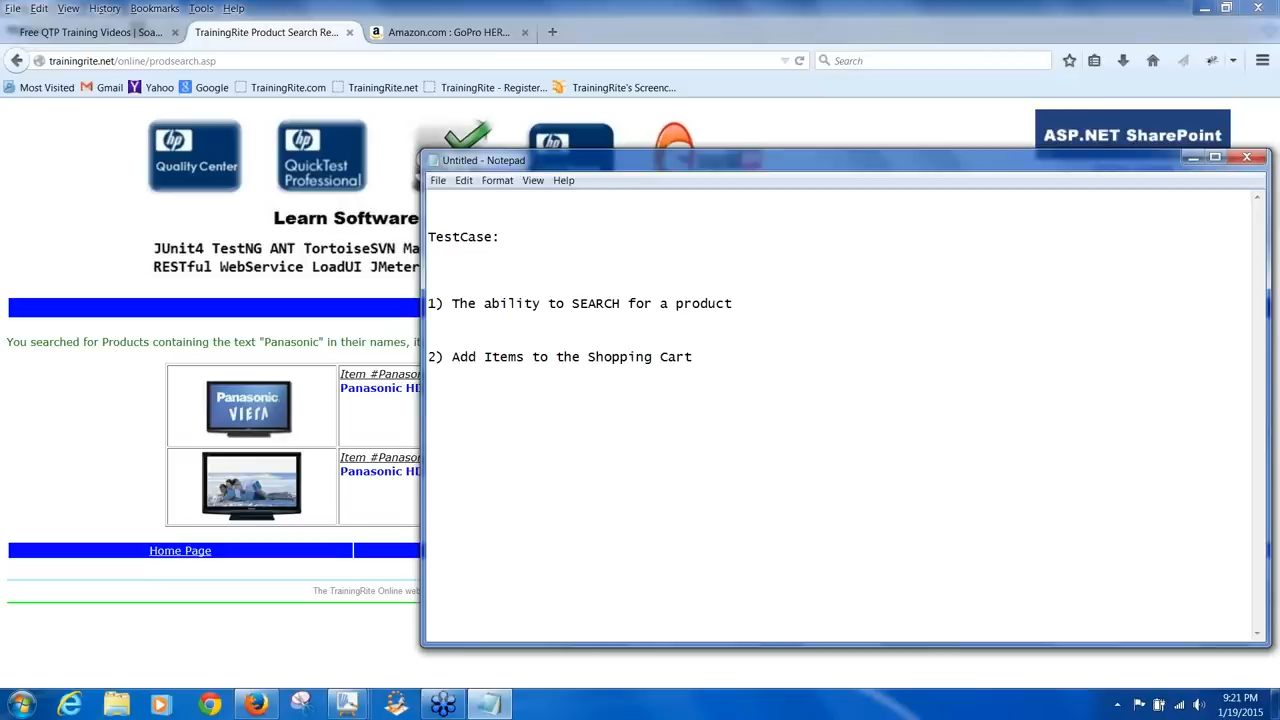 File Edit View History Bookmarks Tools Help
Free QTP Training Videos | Soa...
TrainingRite Product Search Re...
Amazon.com : GoPro HER...
trainingrite.net/online/prodsearch.asp
Search
Most Visited Gmail Yahoo Google TrainingRite.com TrainingRite.net TrainingRite - Register... TrainingRite's Screenc...
hp Quality Center
hp QuickTest Professional
hp
ASP.NET SharePoint
Learn Software
JUnit4 TestNG ANT TortoiseSVN Ma
RESTful WebService LoadUI JMeter
You searched for Products containing the text "Panasonic" in their names, it
Panasonic VIERA
Item #Panaso
Panasonic HD
Item #Panaso
Panasonic HD
Home Page
The TrainingRite Online web
Untitled - Notepad
File Edit Format View Help
TestCase:
1) The ability to SEARCH for a product
2) Add Items to the Shopping Cart
9:21 PM
1/19/2015